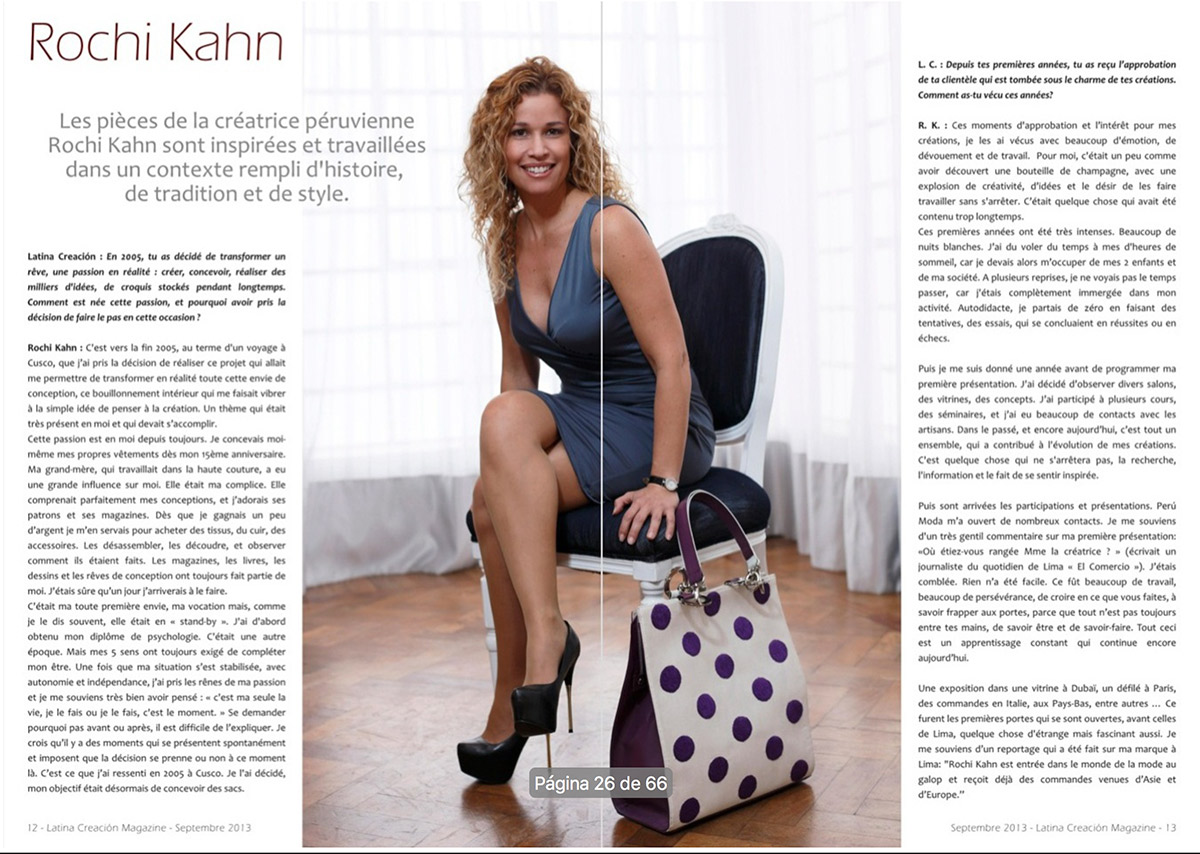 Rochi Kahn
Les pièces de la créatrice péruvienne
Rochi Kahn sont inspirées et travaillées
dans un contexte rempli d'histoire,
de tradition et de style.
Latina Creación : En 2005, tu as décidé de transformer un
rêve, une passion en réalité : créer, concevoir, réaliser des
milliers d'idées, de croquis stockés pendant longtemps.
Comment est née cette passion, et pourquoi avoir pris la
décision de faire le pas en cette occasion ?
Rochi Kahn : C'est vers la fin 2005, au terme d'un voyage à
Cusco, que j'ai pris la décision de réaliser ce projet qui allait
me permettre de transformer en réalité toute cette envie de
conception, ce bouillonnement intérieur qui me faisait vibrer
à la simple idée de penser à la création. Un thème qui était
très présent en moi et qui devait s'accomplir.
Cette passion est en moi depuis toujours. Je concevais moi-
même mes propres vêtements dès mon 15ème anniversaire.
Ma grand-mère, qui travaillait dans la haute couture, a eu
une grande influence sur moi. Elle était ma complice. Elle
comprenait parfaitement mes conceptions, et j'adorais ses
patrons et ses magazines. Dès que je gagnais un peu
d'argent je m'en servais pour acheter des tissus, du cuir, des
accessoires. Les désassembler, les découdre, et observer
comment ils étaient faits. Les magazines, les livres, les
dessins et les rêves de conception ont toujours fait partie de
moi. J'étais sûre qu'un jour j'arriverais à le faire.
C'était ma toute première envie, ma vocation mais, comme
je le dis souvent, elle était en « stand-by ». J'ai d'abord
obtenu mon diplôme de psychologie. C'était une autre
époque. Mais mes 5 sens ont toujours exigé de compléter
mon être. Une fois que ma situation s'est stabilisée, avec
autonomie et indépendance, j'ai pris les rênes de ma passion
et je me souviens très bien avoir pensé : « c'est ma seule la
vie, je le fais ou je le fais, c'est le moment. » Se demander
pourquoi pas avant ou après, il est difficile de l'expliquer. Je
crois qu'il y a des moments qui se présentent spontanément
et imposent que la décision se prenne ou non à ce moment
là. C'est ce que j'ai ressenti en 2005 à Cusco. Je l'ai décidé,
mon objectif était désormais de concevoir des sacs.
12 - Latina Creación Magazine - Septembre 2013
Página 26 de 66
L. C. : Depuis tes premières années, tu as reçu l'approbation
de ta clientèle qui est tombée sous le charme de tes créations.
Comment as-tu vécu ces années?
R. K. : Ces moments d'approbation et l'intérêt pour mes
créations, je les ai vécus avec beaucoup d'émotion, de
dévouement et de travail. Pour moi, c'était un peu comme
avoir découvert une bouteille de champagne, avec une
explosion de créativité, d'idées et le désir de les faire
travailler sans s'arrêter. C'était quelque chose qui avait été
contenu trop longtemps.
Ces premières années ont été très intenses. Beaucoup de
nuits blanches. J'ai du voler du temps à mes d'heures de
sommeil, car je devais alors m'occuper de mes 2 enfants et
de ma société. A plusieurs reprises, je ne voyais pas le temps
passer, car j'étais complètement immergée dans mon
activité. Autodidacte, je partais de zéro en faisant des
tentatives, des essais, qui se concluaient en réussites ou en
échecs.
Puis je me suis donné une année avant de programmer ma
première présentation. J'ai décidé d'observer divers salons,
des vitrines, des concepts. J'ai participé à plusieurs cours,
des séminaires, et j'ai eu beaucoup de contacts avec les
artisans. Dans le passé, et encore aujourd'hui, c'est tout un
ensemble, qui a contribué à l'évolution de mes créations.
C'est quelque chose qui ne s'arrêtera pas, la recherche,
l'information et le fait de se sentir inspirée.
Puis sont arrivées les participations et présentations. Perú
Moda m'a ouvert de nombreux contacts. Je me souviens
d'un très gentil commentaire sur ma première présentation:
«Où étiez-vous rangée Mme la créatrice ? » (écrivait un
journaliste du quotidien de Lima « El Comercio »). J'étais
comblée. Rien n'a été facile. Ce fût beaucoup de travail,
beaucoup de persévérance, de croire en ce que vous faites, à
savoir frapper aux portes, parce que tout n'est pas toujours
entre tes mains, de savoir être et de savoir-faire. Tout ceci
est un apprentissage constant qui continue encore
aujourd'hui.
Une exposition dans une vitrine à Dubaï, un défilé à Paris,
des commandes en Italie, aux Pays-Bas, entre autres ... Ce
furent les premières portes qui se sont ouvertes, avant celles
de Lima, quelque chose d'étrange mais fascinant aussi. Je
me souviens d'un reportage qui a été fait sur ma marque à
Lima: "Rochi Kahn est entrée dans le monde de la mode au
galop et reçoit déjà des commandes venues d'Asie et
d'Europe."
Septembre 2013 - Latina Creación Magazine - 13